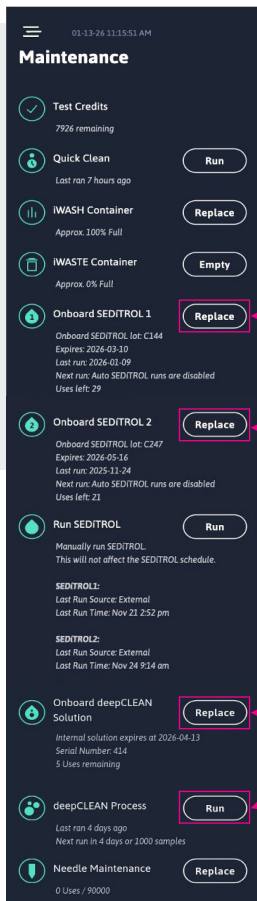 01-13-26 11:15:51 AM
Maintenance
Test Credits
7926 remaining
Quick Clean
Run
Last ran 7 hours ago
iWASH Container
Replace
Approx. 100% Full
iWASTE Container
Empty
Approx. 0% Full
1
Onboard SEDiTROL 1
Replace
Onboard SEDiTROL lot: C144
Expires: 2026-03-10
Last run: 2026-01-09
Next run: Auto SEDiTROL runs are disabled
Uses left: 29
2
Onboard SEDiTROL 2
Replace
Onboard SEDiTROL lot: C247
Expires: 2026-05-16
Last run: 2025-11-24
Next run: Auto SEDiTROL runs are disabled
Uses left: 21
Run SEDiTROL
Run
Manually run SEDiTROL.
This will not affect the SEDiTROL schedule.
SEDiTROL1:
Last Run Source: External
Last Run Time: Nov 21 2:52 pm
SEDiTROL2:
Last Run Source: External
Last Run Time: Nov 24 9:14 am
Onboard deepCLEAN
Solution
Replace
Internal solution expires at 2026-04-13
Serial Number: 414
5 Uses remaining
deepCLEAN Process
Run
Last ran 4 days ago
Next run in 4 days or 1000 samples
Needle Maintenance
Replace
0 Uses / 90000